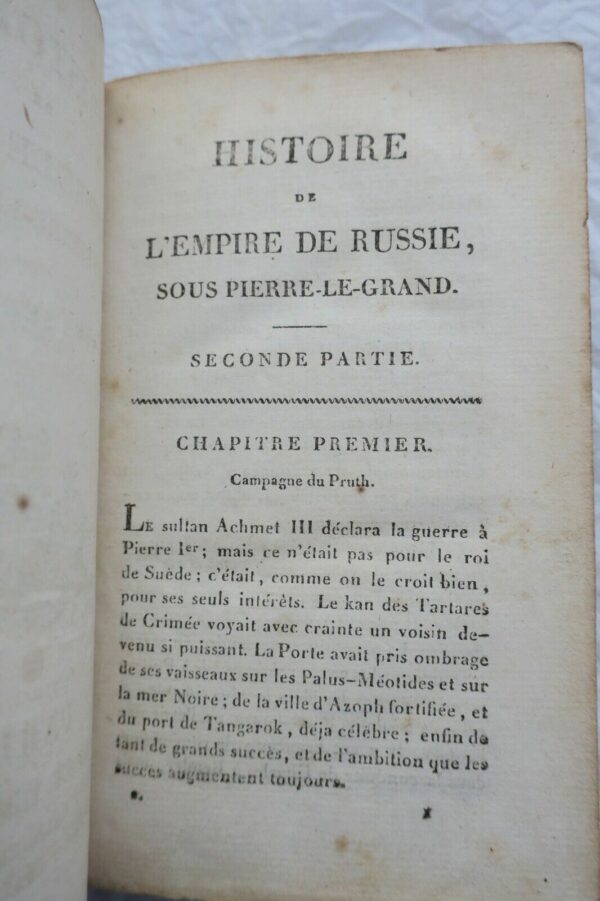 HISTOIRE
DE
L'EMPIRE DE RUSSIE,
SOUS PIERRE-LE-GRAND.
SECONDE PARTIE.
CHAPITRE PREMIER.
Campagne du Pruth.
LE sultan Achmet III déclara la guerre à
Pierre Ier; mais ce n'était pas pour le roi
de Suède; c'était, comme on le croit bien,
pour ses seuls intérêts. Le kan des Tartares
de Crimée voyait avec crainte un voisin de-
venu si puissant. La Porte avait pris ombrage
de ses vaisseaux sur les Palus-Méotides et sur
la mer Noire; de la ville d'Azoph fortifiée, et
du port de Tangarok, déja célèbre; enfin de
tant de grands succès, et de l'ambition que les
succès augmentent toujours.